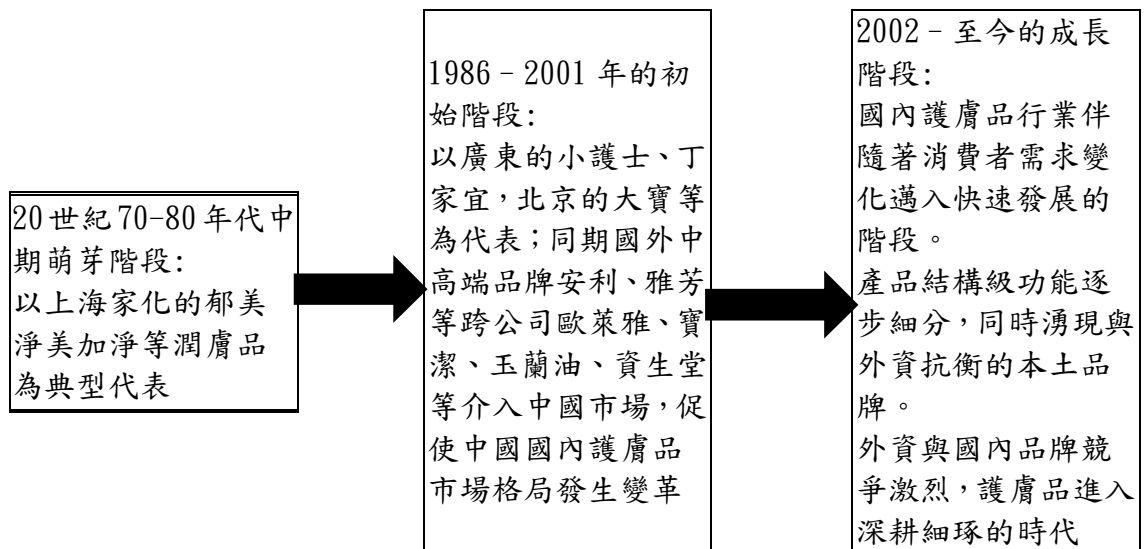 20世紀70-80年代中
期萌芽階段:
以上海家化的郁美
淨美加淨等潤膚品
為典型代表
1986–2001 年的初
始階段:
以廣東的小護士、丁
家宜，北京的大寶等
為代表；同期國外中
高端品牌安利、雅芳
等跨公司歐萊雅、寶
潔、玉蘭油、資生堂
等介入中國市場，促
使中國國內護膚品
市場格局發生變革
2002–至今的成長
階段:
國內護膚品行業伴
隨著消費者需求變
化邁入快速發展的
階段。
產品結構級功能逐
步細分，同時湧現與
外資抗衡的本土品
牌。
外資與國內品牌競
爭激烈，護膚品進入
深耕細琢的時代